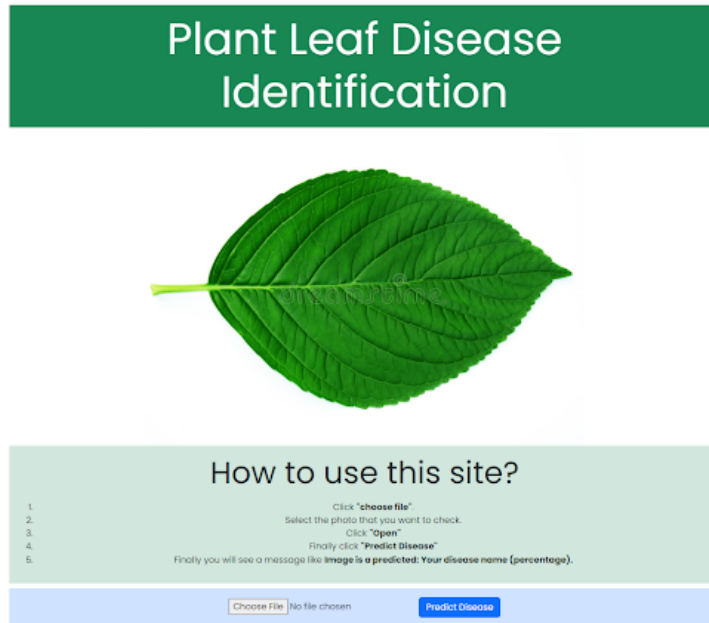 Plant Leaf Disease
Identification
dreamstime
How to use this site?
1. Click "choose file".
2. Select the photo that you want to check.
3. Click "Open"
4. Finally click "Predict Disease"
5. Finally you will see a message like Image is a predicted: Your disease name (percentage).
Choose File No file chosen Predict Disease